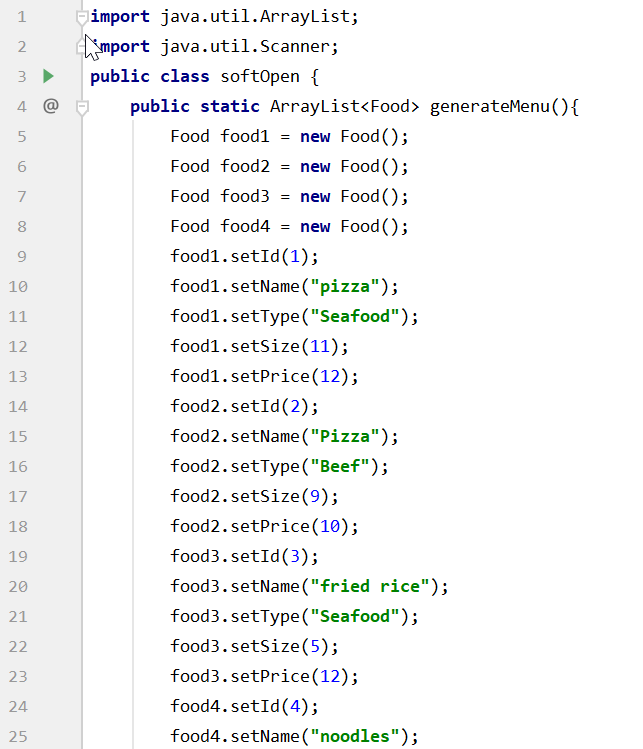 1 import java.util.ArrayList;
2 import java.util.Scanner;
3 public class softOpen {
4 @ public static ArrayList<Food> generateMenu(){
5 Food food1 = new Food();
6 Food food2 = new Food();
7 Food food3 = new Food();
8 Food food4 = new Food();
9 food1.setId(1);
10 food1.setName("pizza");
11 food1.setType("Seafood");
12 food1.setSize(11);
13 food1.setPrice(12);
14 food2.setId(2);
15 food2.setName("Pizza");
16 food2.setType("Beef");
17 food2.setSize(9);
18 food2.setPrice(10);
19 food3.setId(3);
20 food3.setName("fried rice");
21 food3.setType("Seafood");
22 food3.setSize(5);
23 food3.setPrice(12);
24 food4.setId(4);
25 food4.setName("noodles");